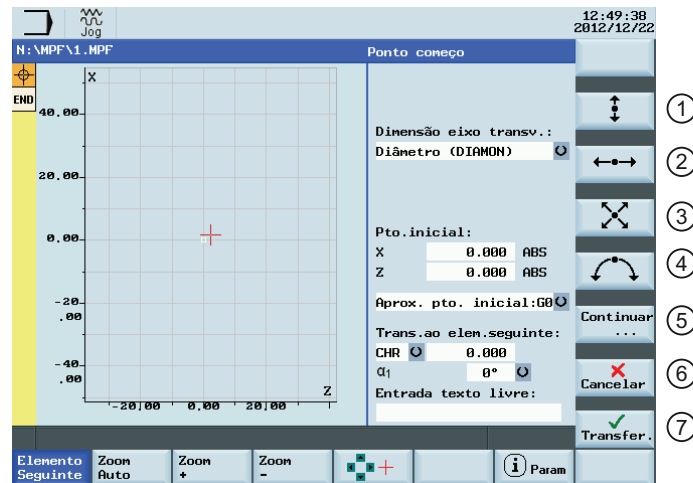 Jog
12:49:38
2012/12/22
N:\MPF\1.MPF
Ponto começo
END
X
40.00
20.00
0.00
-20
.00
-40
.00
-20.00 0.00 20.00
Z
Dimensão eixo transv.:
Diâmetro (DIAMON)
Pto.inicial:
X 0.000 ABS
Z 0.000 ABS
Aprox. pto. inicial:G0
Trans.ao elem.seguinte:
CHR 0.000
α1 0°
Entrada texto livre:
1
2
3
4
Continuar
...
5
Cancelar
6
Transfer.
7
Elemento
Seguinte
Zoom
Auto
Zoom
+
Zoom
-
i Param